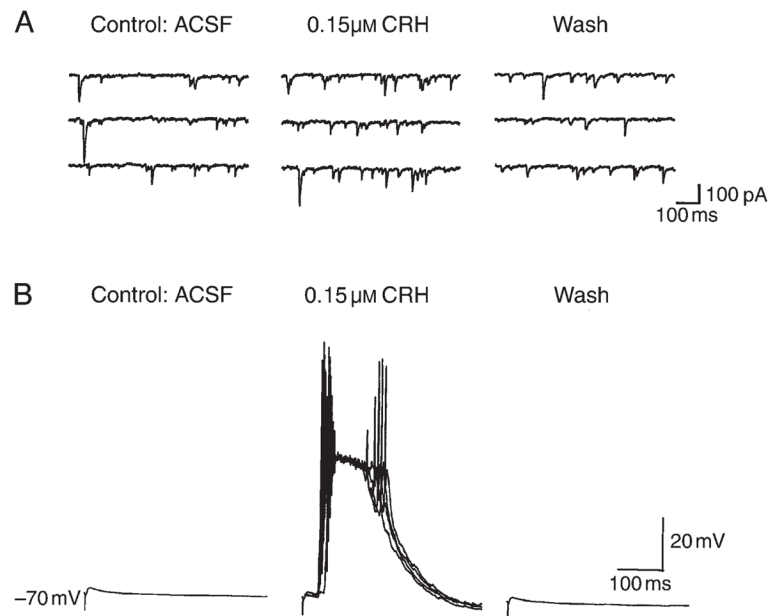 A
Control: ACSF 0.15µM CRH Wash
100 pA
100 ms
B
Control: ACSF 0.15µM CRH Wash
20 mV
100 ms
–70 mV